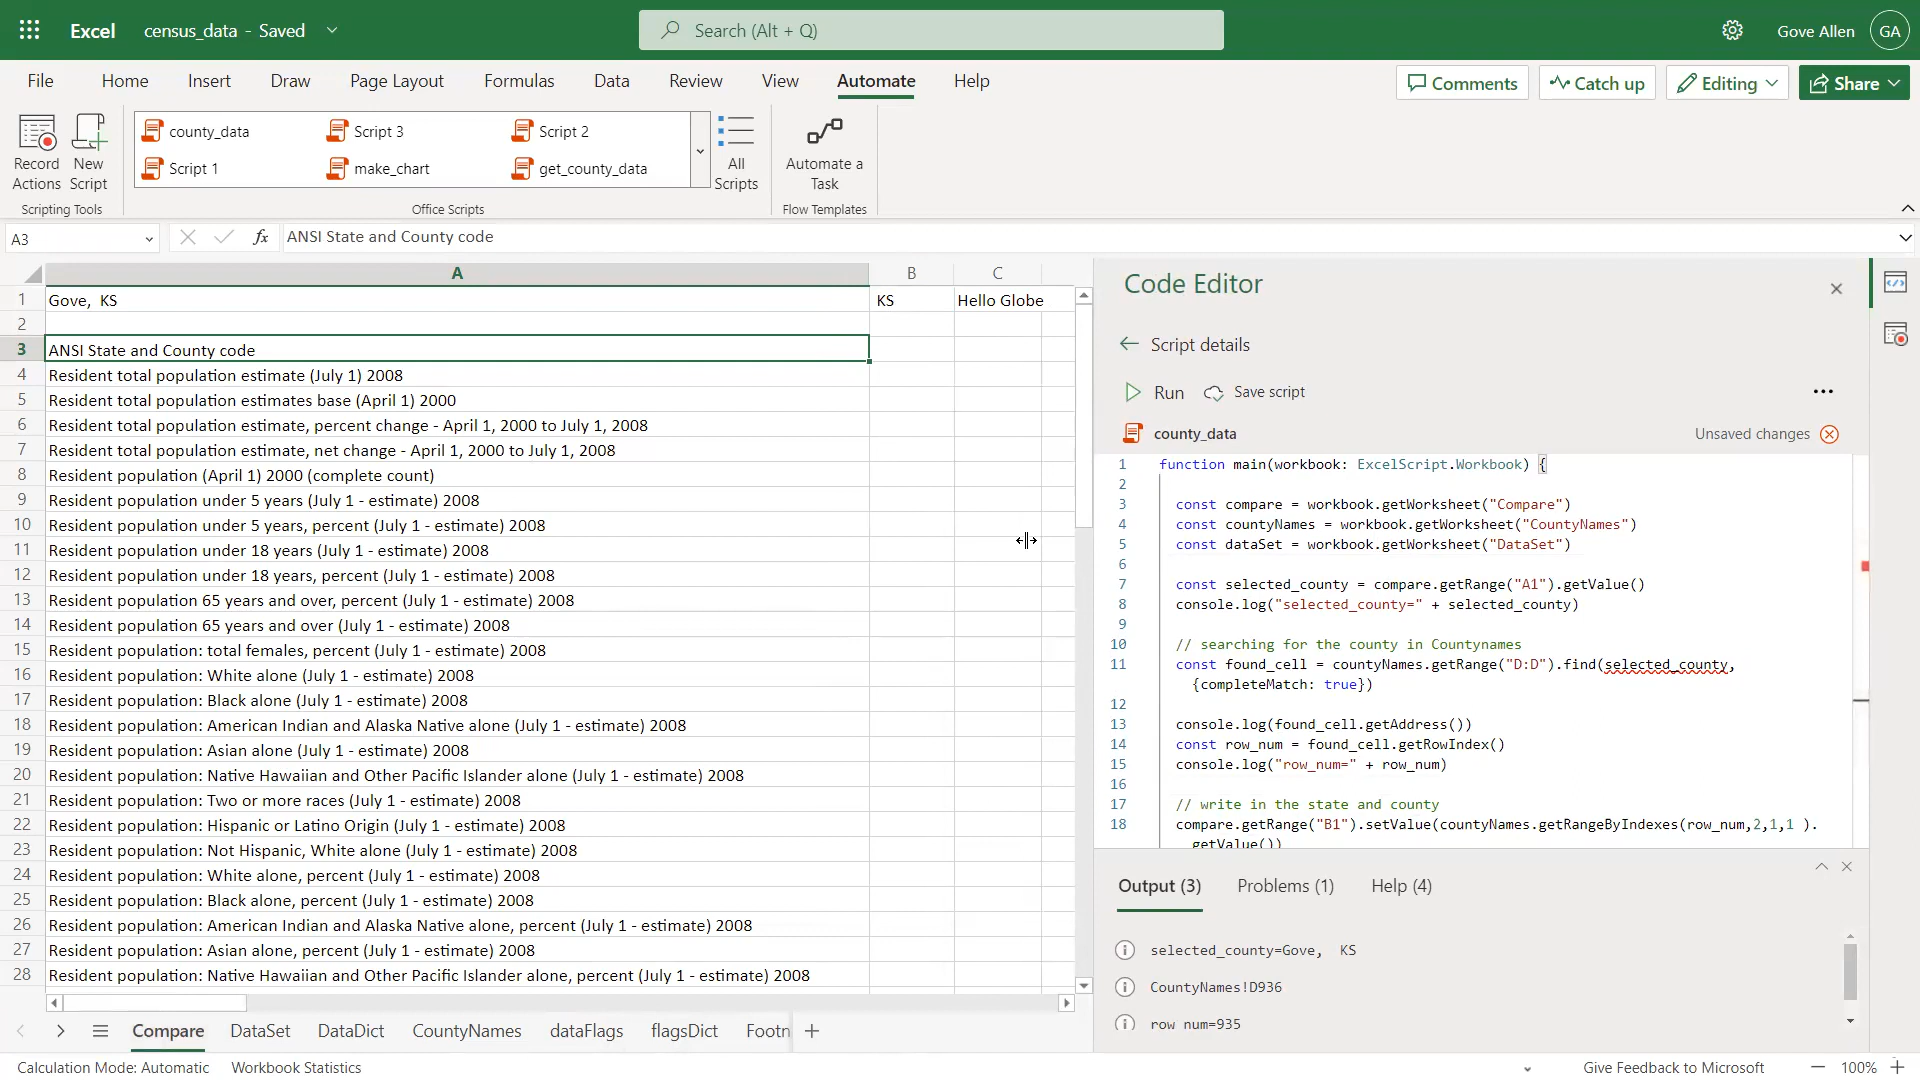 Excel
census_data - Saved
Search (Alt + Q)
Gove Allen
GA
File Home Insert Draw Page Layout Formulas Data Review View Automate Help
Comments Catch up Editing Share
Record Actions
New Script
Scripting Tools
county_data Script 3 Script 2
Script 1 make_chart get_county_data
All Scripts
Office Scripts
Automate a Task
Flow Templates
A3
fx
ANSI State and County code
A B C
1 Gove, KS KS Hello Globe
2
3 ANSI State and County code
4 Resident total population estimate (July 1) 2008
5 Resident total population estimates base (April 1) 2000
6 Resident total population estimate, percent change - April 1, 2000 to July 1, 2008
7 Resident total population estimate, net change - April 1, 2000 to July 1, 2008
8 Resident population (April 1) 2000 (complete count)
9 Resident population under 5 years (July 1 - estimate) 2008
10 Resident population under 5 years, percent (July 1 - estimate) 2008
11 Resident population under 18 years (July 1 - estimate) 2008
12 Resident population under 18 years, percent (July 1 - estimate) 2008
13 Resident population 65 years and over, percent (July 1 - estimate) 2008
14 Resident population 65 years and over (July 1 - estimate) 2008
15 Resident population: total females, percent (July 1 - estimate) 2008
16 Resident population: White alone (July 1 - estimate) 2008
17 Resident population: Black alone (July 1 - estimate) 2008
18 Resident population: American Indian and Alaska Native alone (July 1 - estimate) 2008
19 Resident population: Asian alone (July 1 - estimate) 2008
20 Resident population: Native Hawaiian and Other Pacific Islander alone (July 1 - estimate) 2008
21 Resident population: Two or more races (July 1 - estimate) 2008
22 Resident population: Hispanic or Latino Origin (July 1 - estimate) 2008
23 Resident population: Not Hispanic, White alone (July 1 - estimate) 2008
24 Resident population: White alone, percent (July 1 - estimate) 2008
25 Resident population: Black alone, percent (July 1 - estimate) 2008
26 Resident population: American Indian and Alaska Native alone, percent (July 1 - estimate) 2008
27 Resident population: Asian alone, percent (July 1 - estimate) 2008
28 Resident population: Native Hawaiian and Other Pacific Islander alone, percent (July 1 - estimate) 2008
Compare DataSet DataDict CountyNames dataFlags flagsDict Footn
Code Editor
Script details
Run Save script
county_data Unsaved changes
1 function main(workbook: ExcelScript.Workbook) {
2
3 const compare = workbook.getWorksheet("Compare")
4 const countyNames = workbook.getWorksheet("CountyNames")
5 const dataSet = workbook.getWorksheet("DataSet")
6
7 const selected_county = compare.getRange("A1").getValue()
8 console.log("selected_county=" + selected_county)
9
10 // searching for the county in Countynames
11 const found_cell = countyNames.getRange("D:D").find(selected_county,
{completeMatch: true})
12
13 console.log(found_cell.getAddress())
14 const row_num = found_cell.getRowIndex()
15 console.log("row_num=" + row_num)
16
17 // write in the state and county
18 compare.getRange("B1").setValue(countyNames.getRangeByIndexes(row_num,2,1,1 ).
getValue())
Output (3) Problems (1) Help (4)
selected_county=Gove, KS
CountyNames!D936
row_num=935
Calculation Mode: Automatic Workbook Statistics
Give Feedback to Microsoft
100%